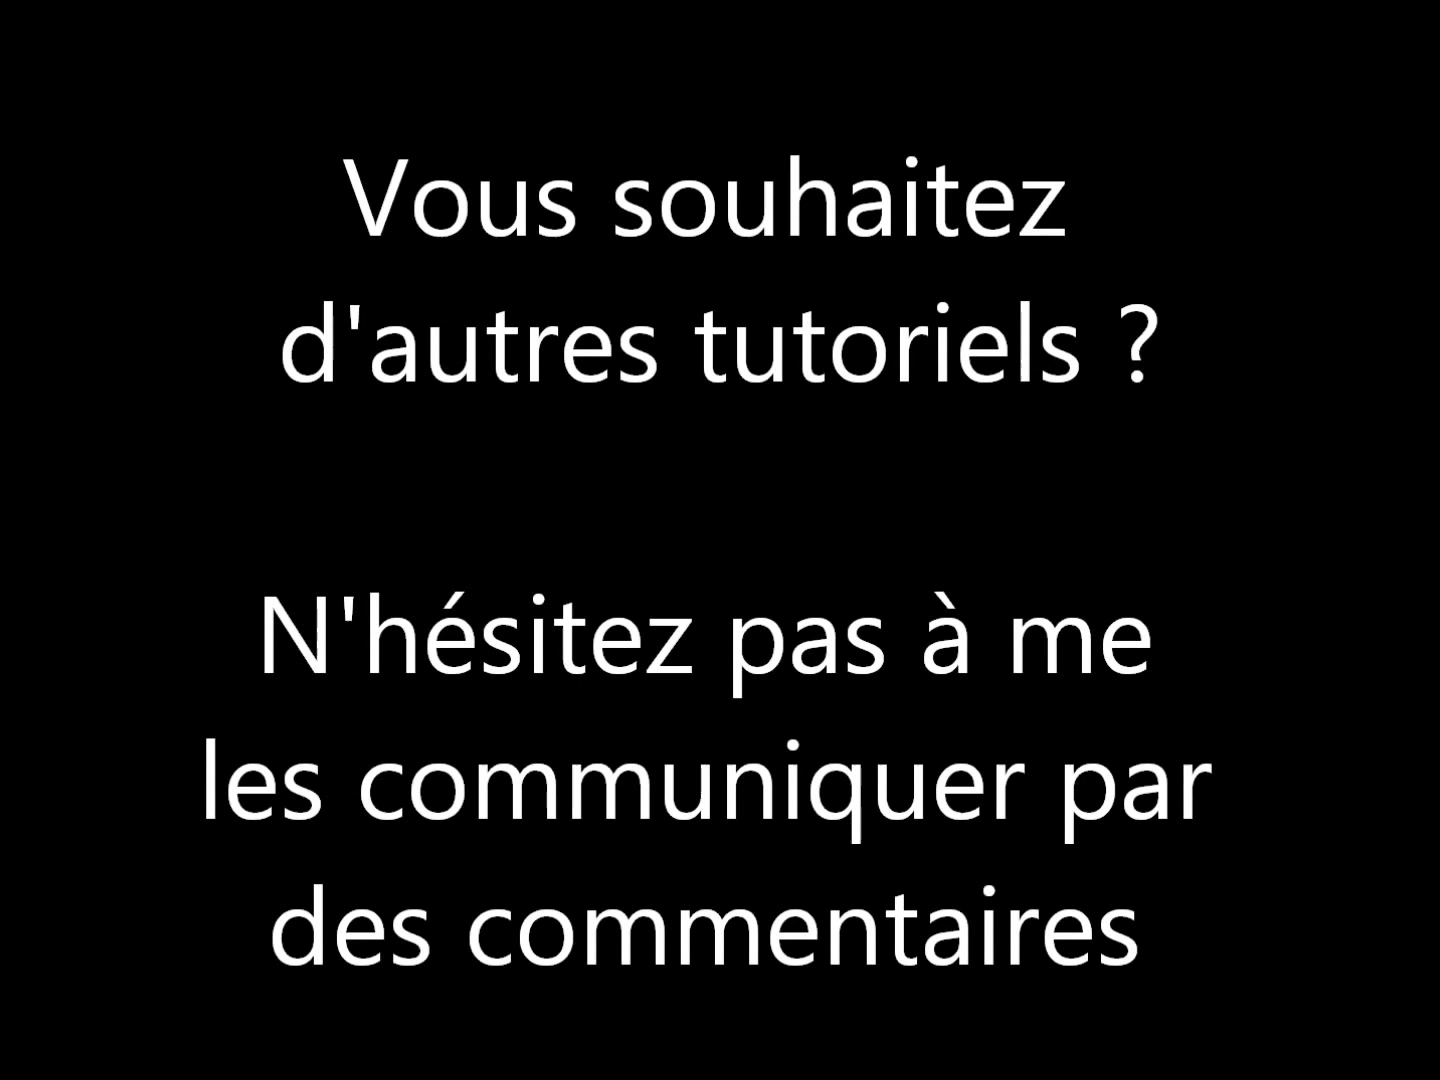 Vous souhaitez
d'autres tutoriels ?
N'hésitez pas à me
les communiquer par
des commentaires